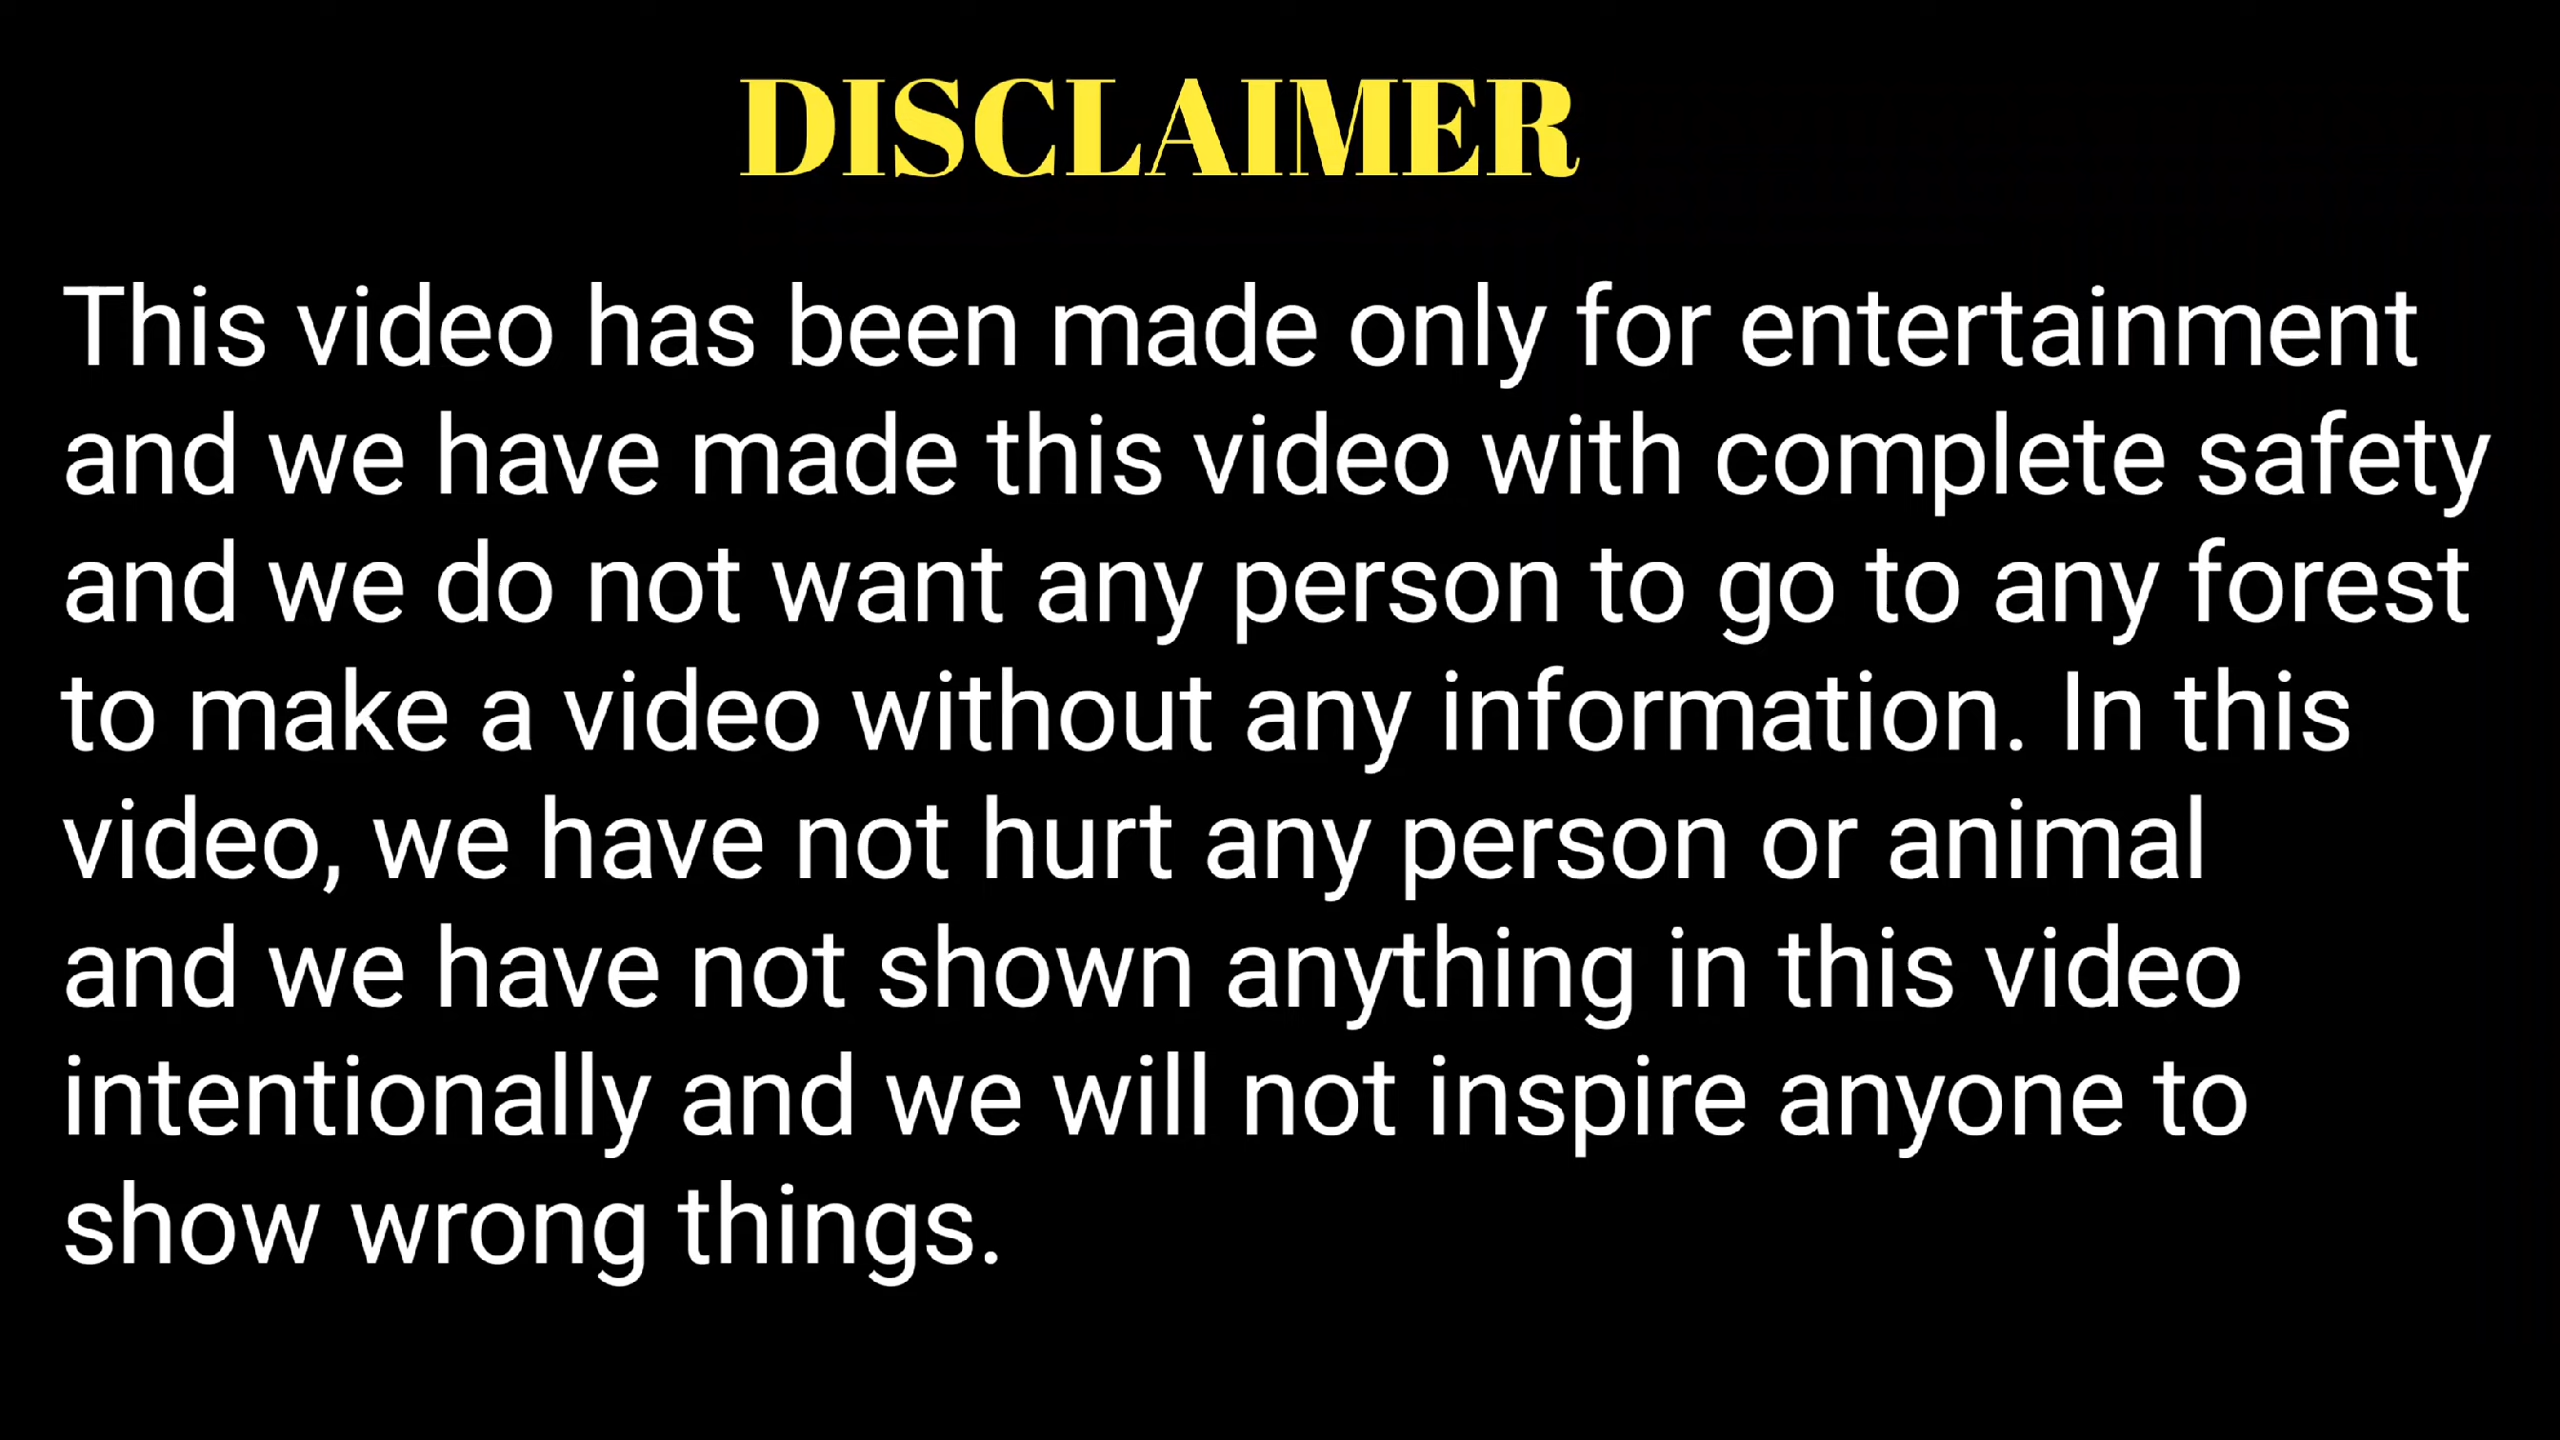 DISCLAIMER
This video has been made only for entertainment
and we have made this video with complete safety
and we do not want any person to go to any forest
to make a video without any information. In this
video, we have not hurt any person or animal
and we have not shown anything in this video
intentionally and we will not inspire anyone to
show wrong things.